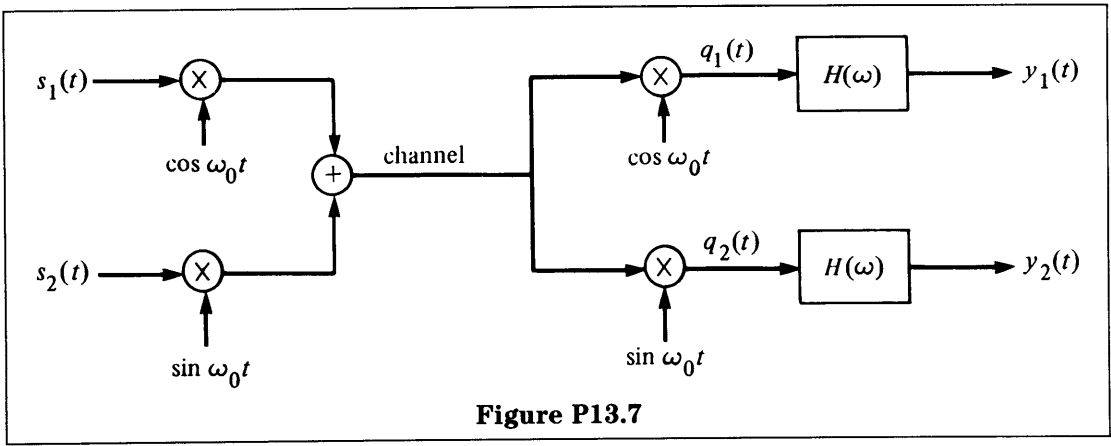 s₁(t)
×
cos ω₀t
+
channel
s₂(t)
×
sin ω₀t
×
cos ω₀t
q₁(t)
H(ω)
y₁(t)
×
sin ω₀t
q₂(t)
H(ω)
y₂(t)
Figure P13.7